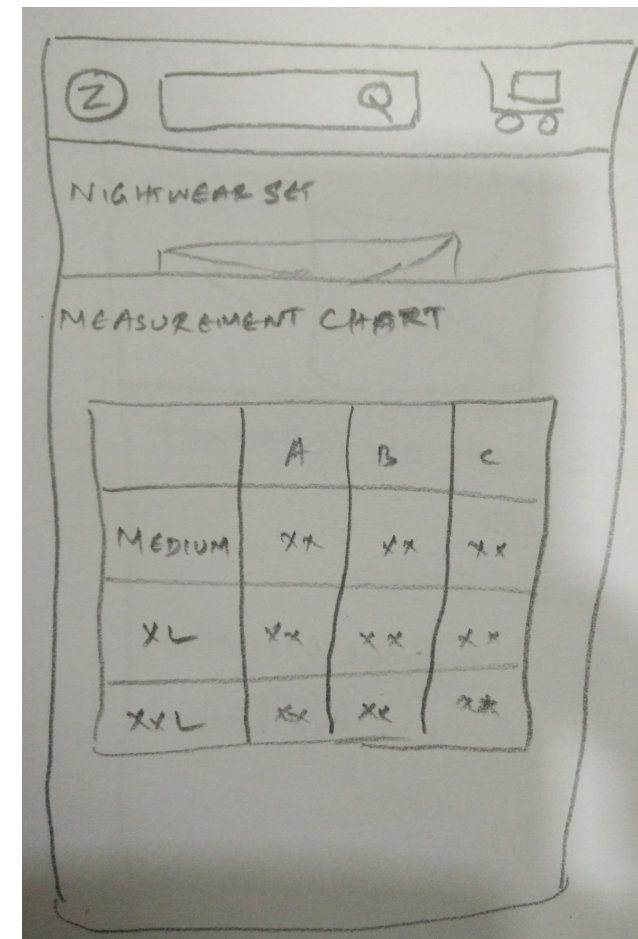 Z
NIGHTWEAR SET
MEASUREMENT CHART
A B C
MEDIUM XX XX XX
XL XX XX XX
XXL XX XX XX